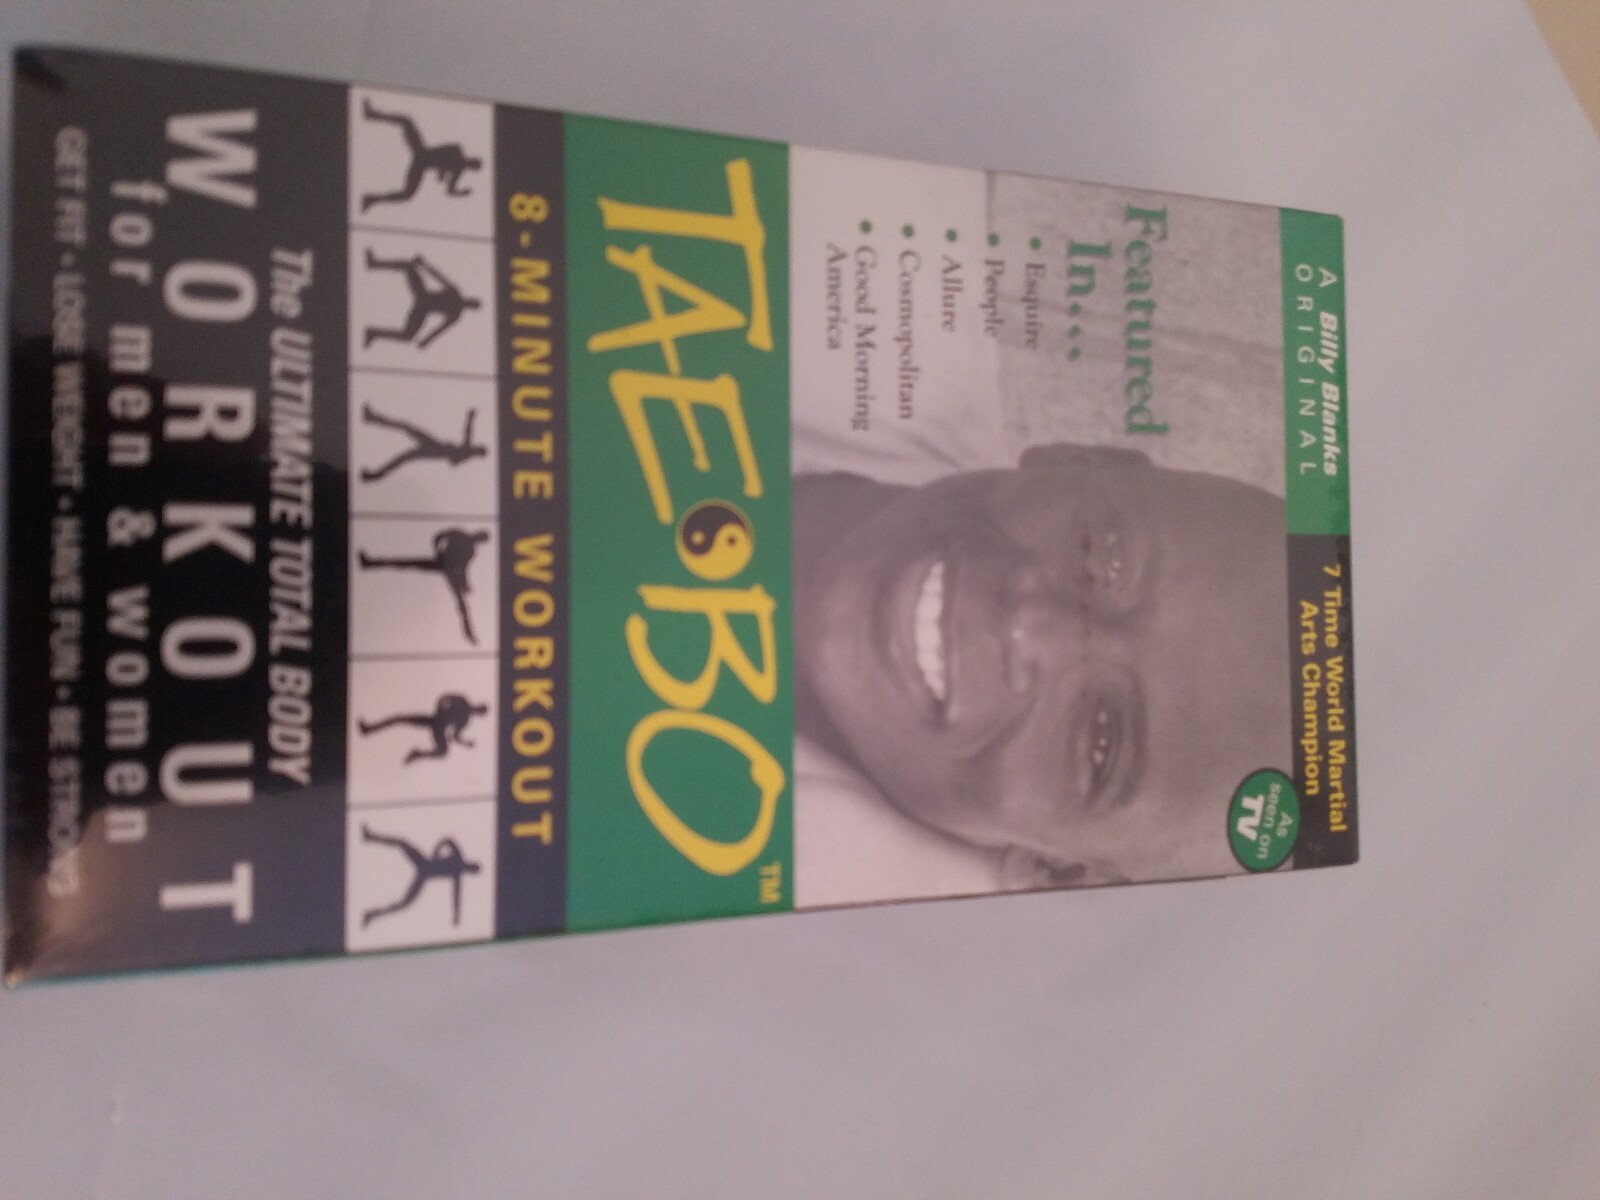 A Billy Blanks
ORIGINAL
7 Time World Martial
Arts Champion
As
seen on
TV
Featured
In...
• Esquire
• People
• Allure
• Cosmopolitan
• Good Morning
America
TAE BO™
8-MINUTE WORKOUT
The ULTIMATE TOTAL BODY
WORKOUT
for men & women
GET FIT • LOSE WEIGHT • HAVE FUN • BE STRONG